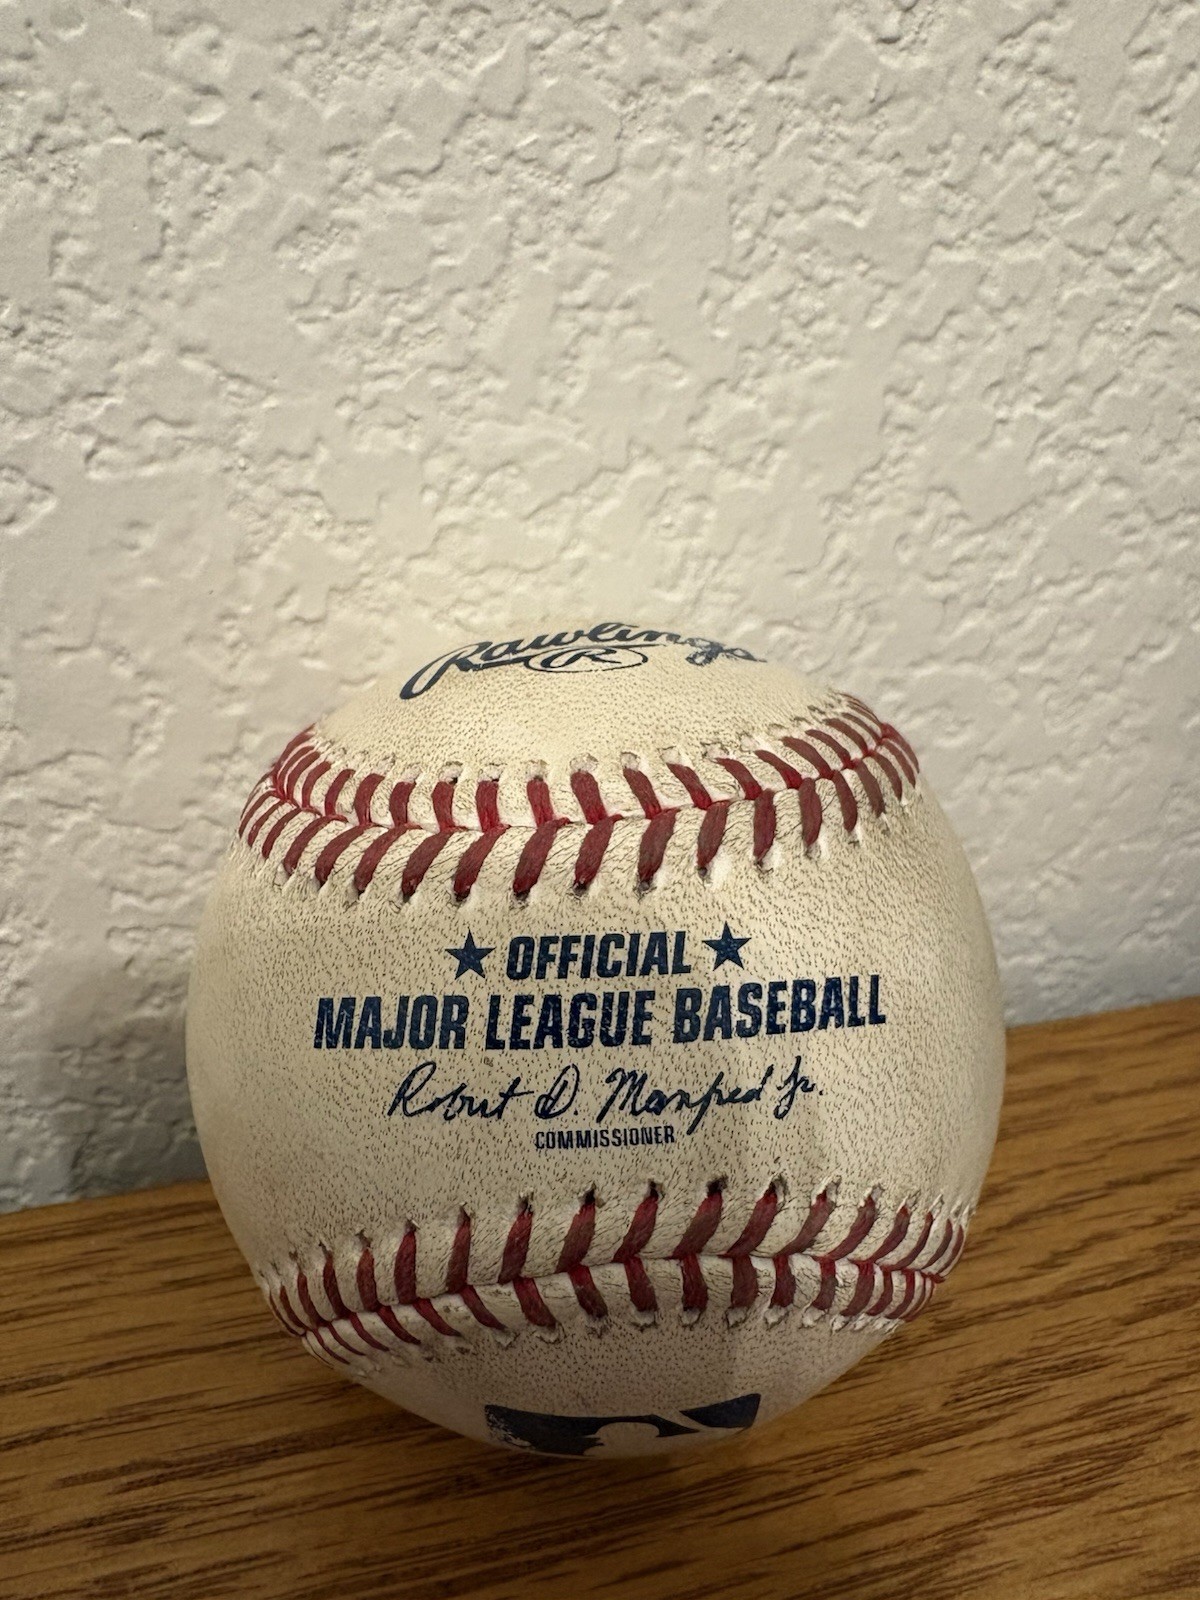 Rawlings
R
★ OFFICIAL ★
MAJOR LEAGUE BASEBALL
Robert D. Manfred Jr.
COMMISSIONER